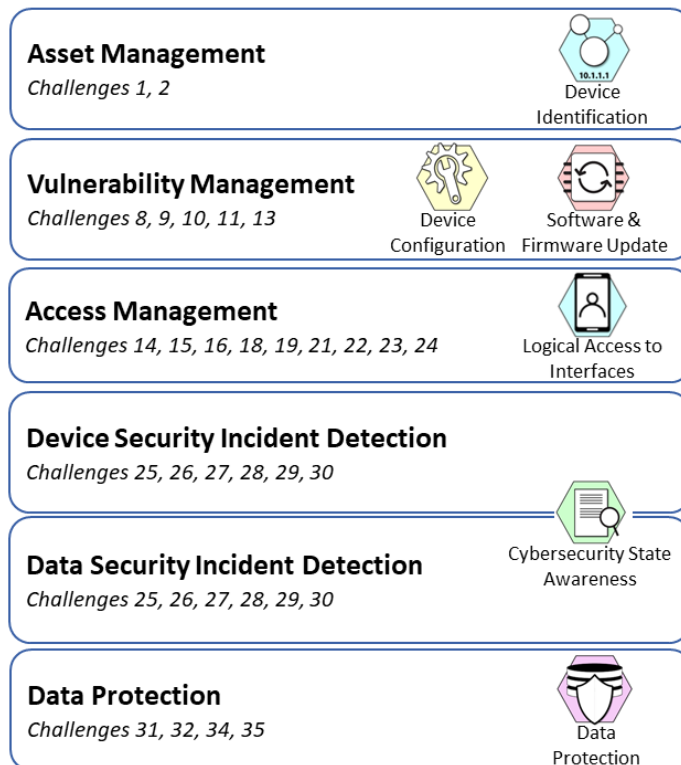 Asset Management
Challenges 1, 2
10.1.1.1
Device
Identification
Vulnerability Management
Challenges 8, 9, 10, 11, 13
Device
Configuration
Software &
Firmware Update
Access Management
Challenges 14, 15, 16, 18, 19, 21, 22, 23, 24
Logical Access to
Interfaces
Device Security Incident Detection
Challenges 25, 26, 27, 28, 29, 30
Data Security Incident Detection
Challenges 25, 26, 27, 28, 29, 30
Cybersecurity State
Awareness
Data Protection
Challenges 31, 32, 34, 35
Data
Protection